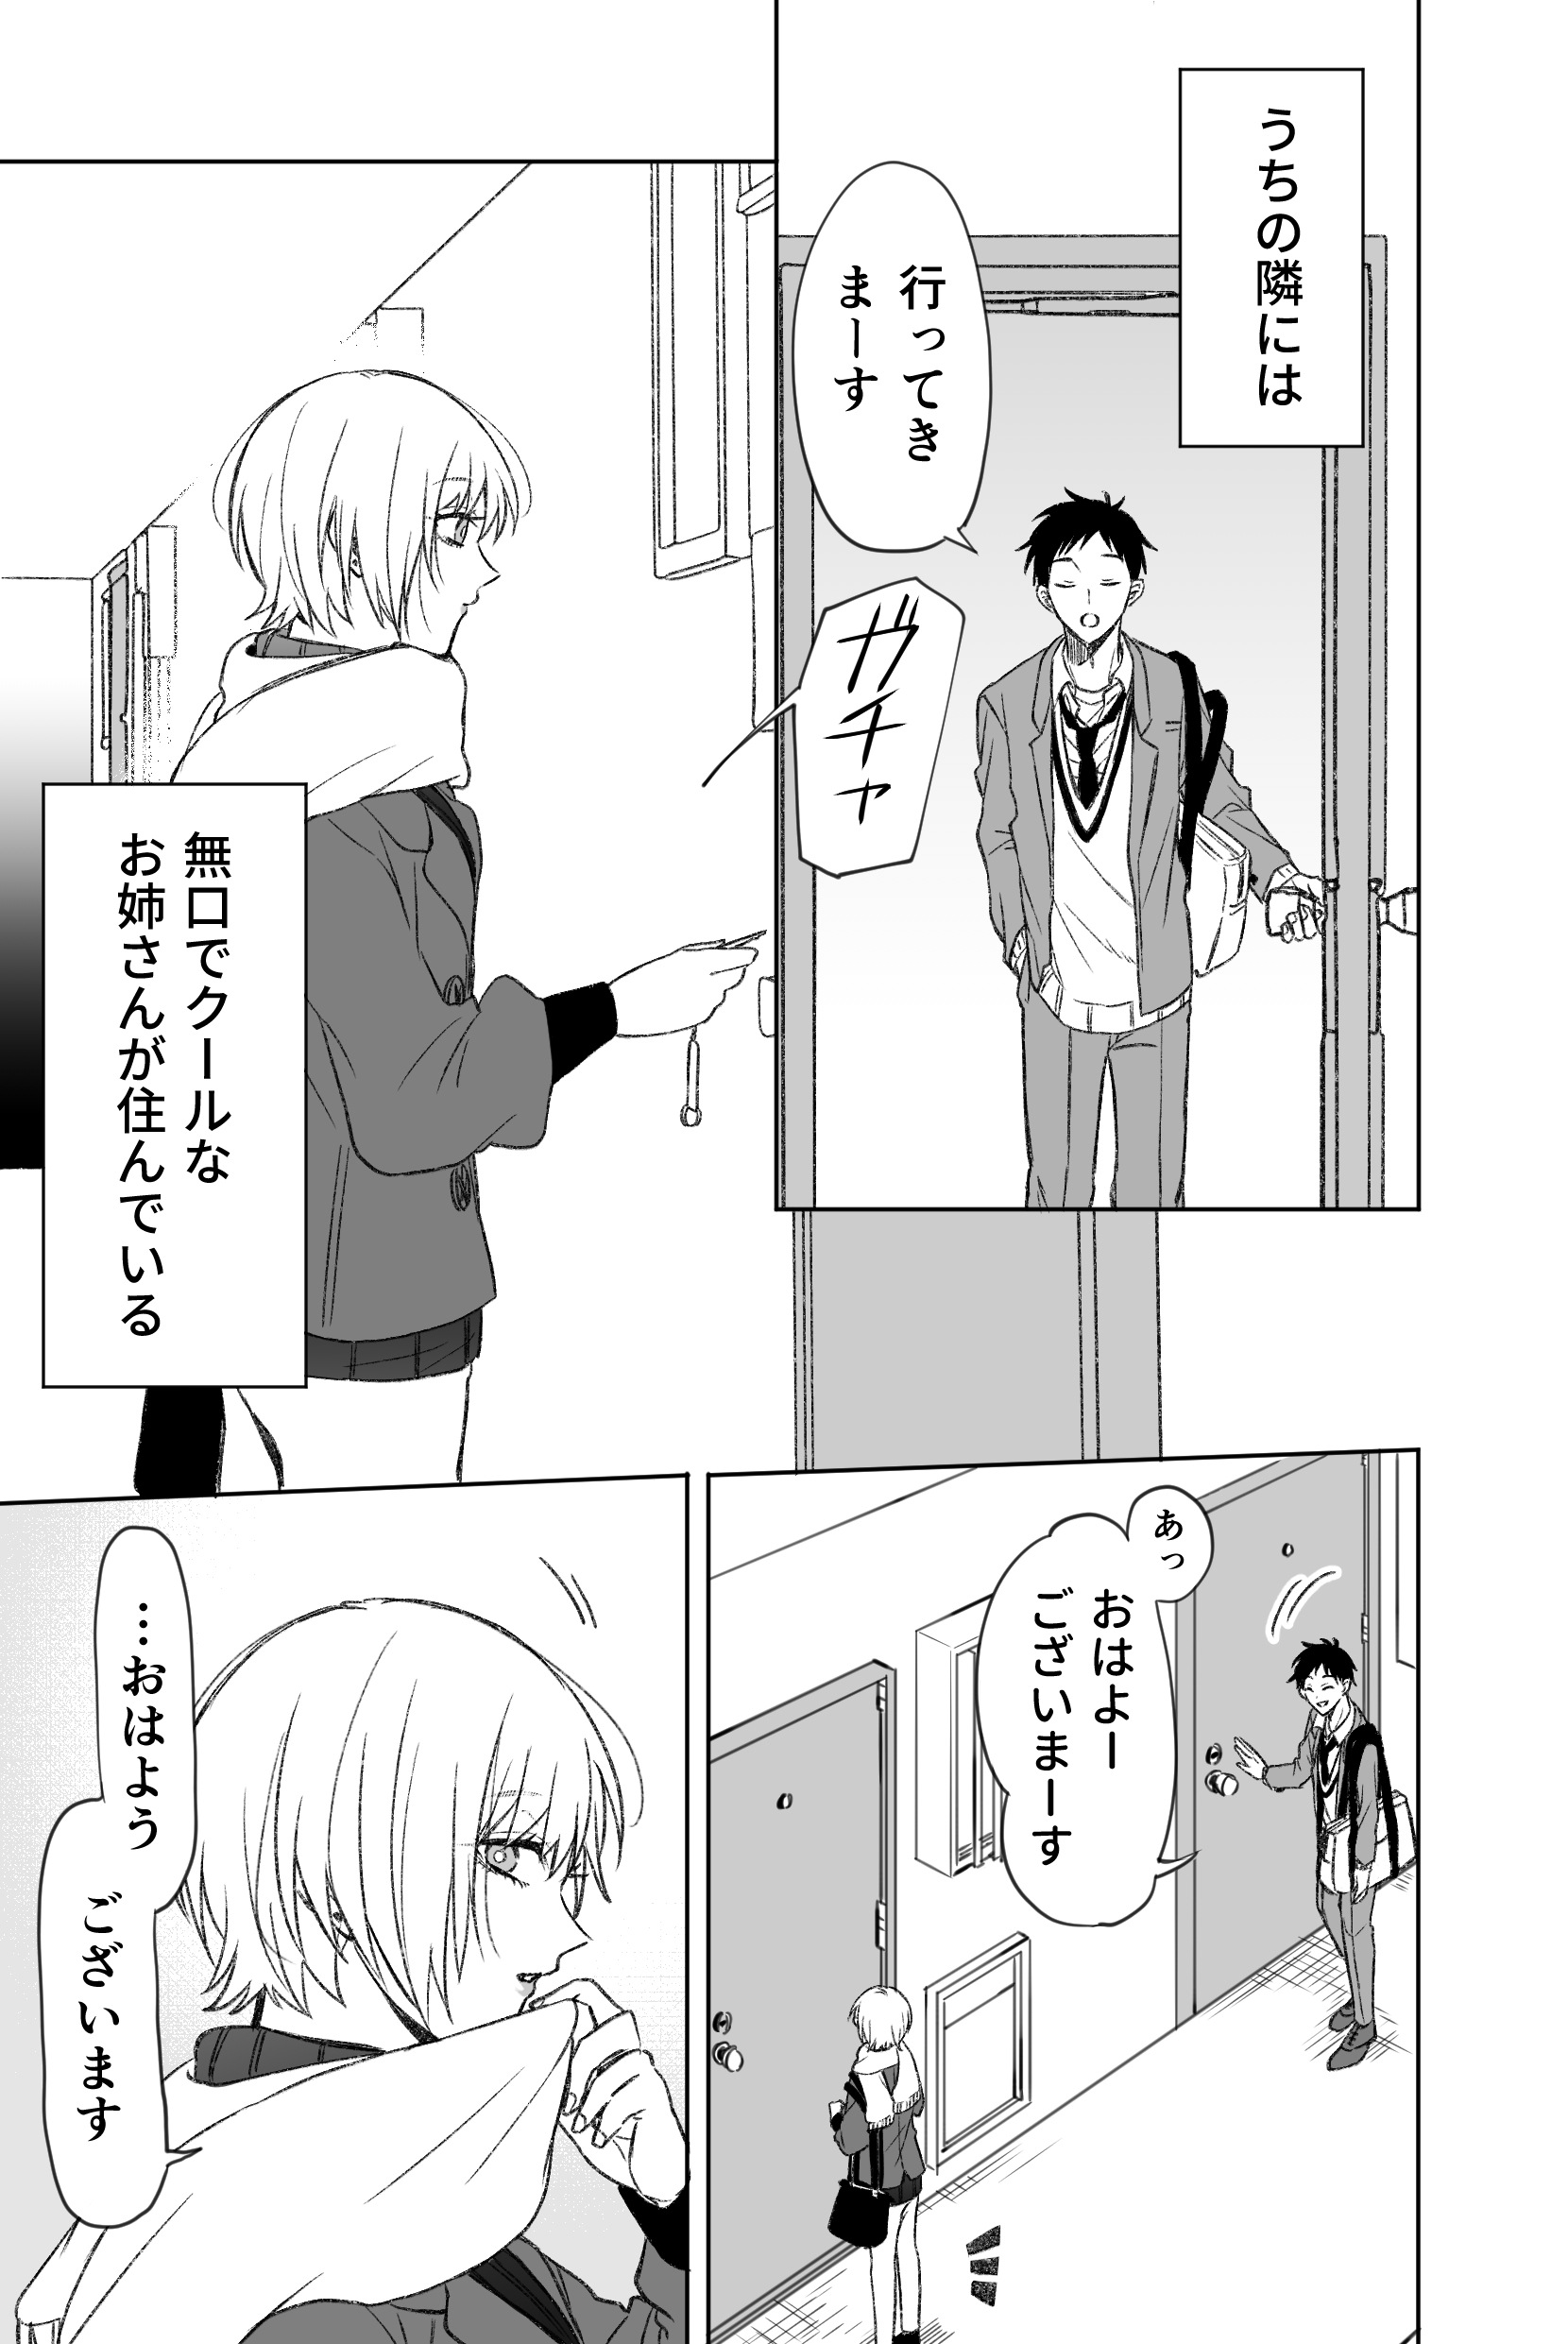 うちの隣には
行ってき
まーす
ガチャ
無口でクールな
お姉さんが住んでいる
あっ
おはよー
ございまーす
…おはよう
ございます